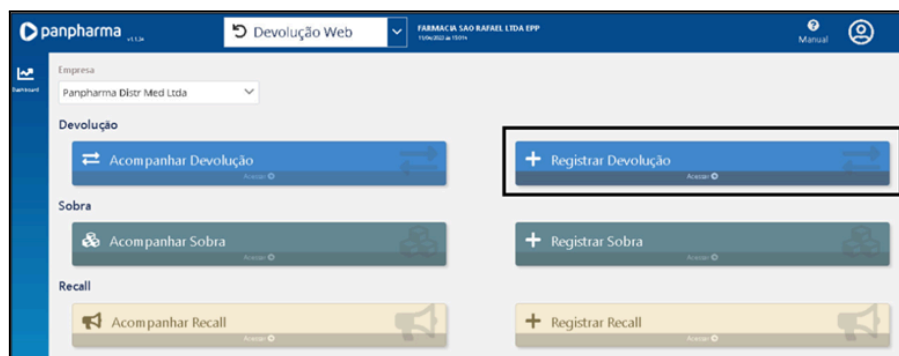 panpharma
Devolução Web
FARMACIA SAO RAFAEL LTDA EPP
Manual
Dashboard
Empresa
Panpharma Distr Med Ltda
Devolução
Acompanhar Devolução
Acessar
Registrar Devolução
Acessar
Sobra
Acompanhar Sobra
Acessar
Registrar Sobra
Acessar
Recall
Acompanhar Recall
Acessar
Registrar Recall
Acessar